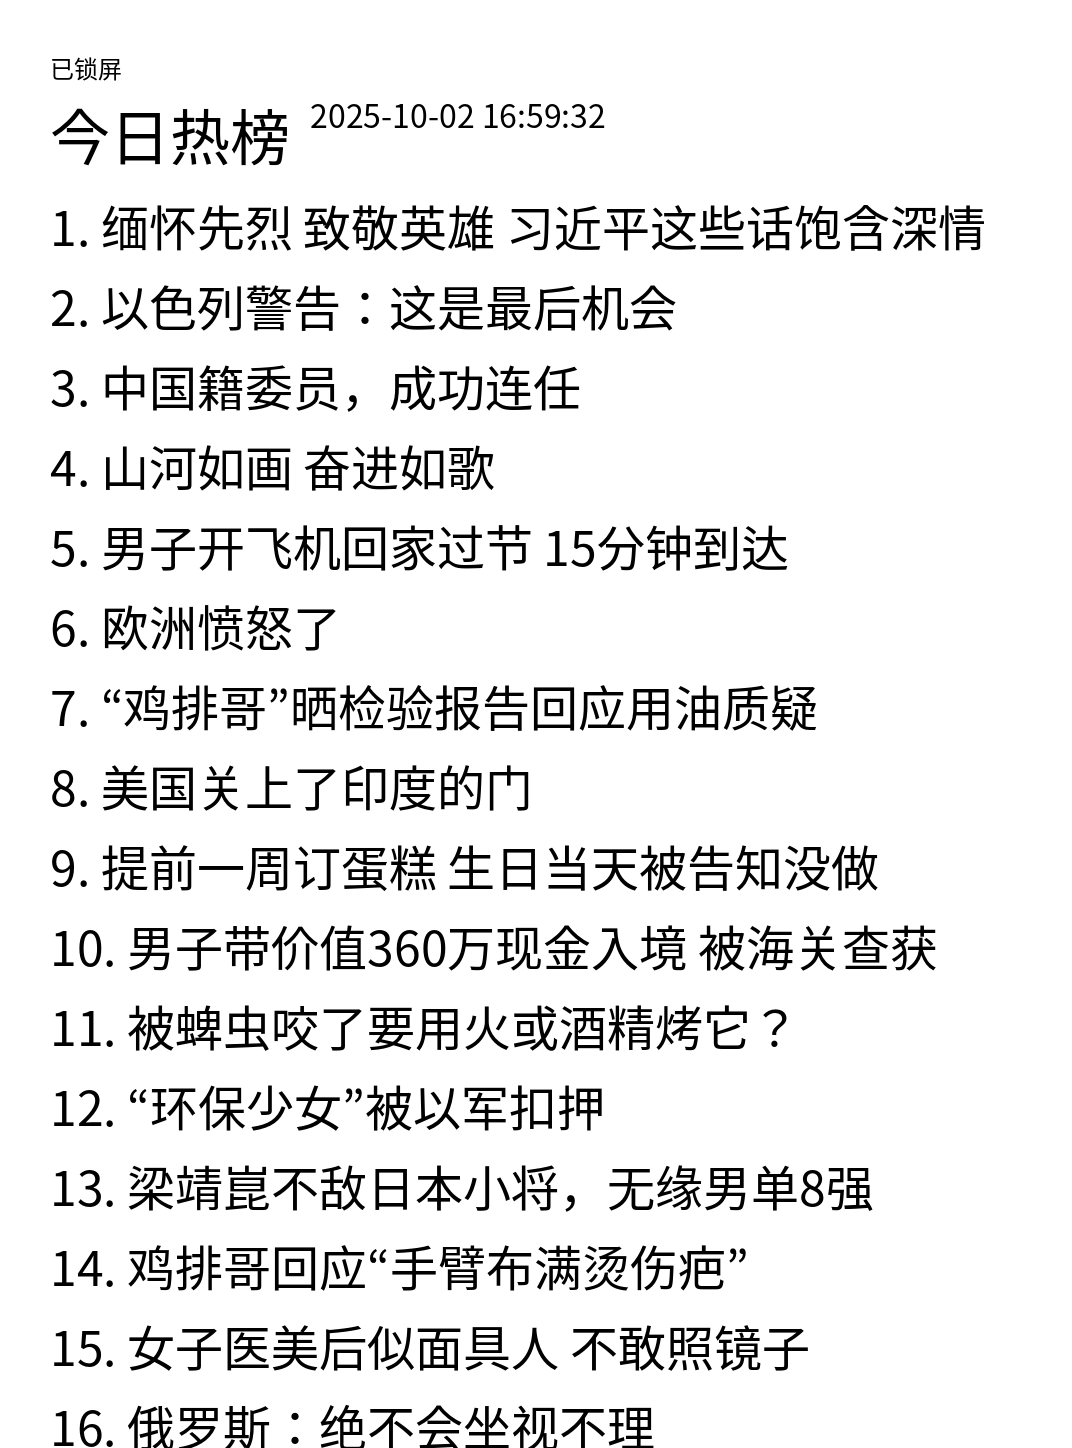 已锁屏
今日热榜 2025-10-02 16:59:32
1. 缅怀先烈 致敬英雄 习近平这些话饱含深情
2. 以色列警告：这是最后机会
3. 中国籍委员，成功连任
4. 山河如画 奋进如歌
5. 男子开飞机回家过节 15分钟到达
6. 欧洲愤怒了
7. “鸡排哥”晒检验报告回应用油质疑
8. 美国关上了印度的门
9. 提前一周订蛋糕 生日当天被告知没做
10. 男子带价值360万现金入境 被海关查获
11. 被蜱虫咬了要用火或酒精烤它？
12. “环保少女”被以军扣押
13. 梁靖崑不敌日本小将，无缘男单8强
14. 鸡排哥回应“手臂布满烫伤疤”
15. 女子医美后似面具人 不敢照镜子
16. 俄罗斯：绝不会坐视不理